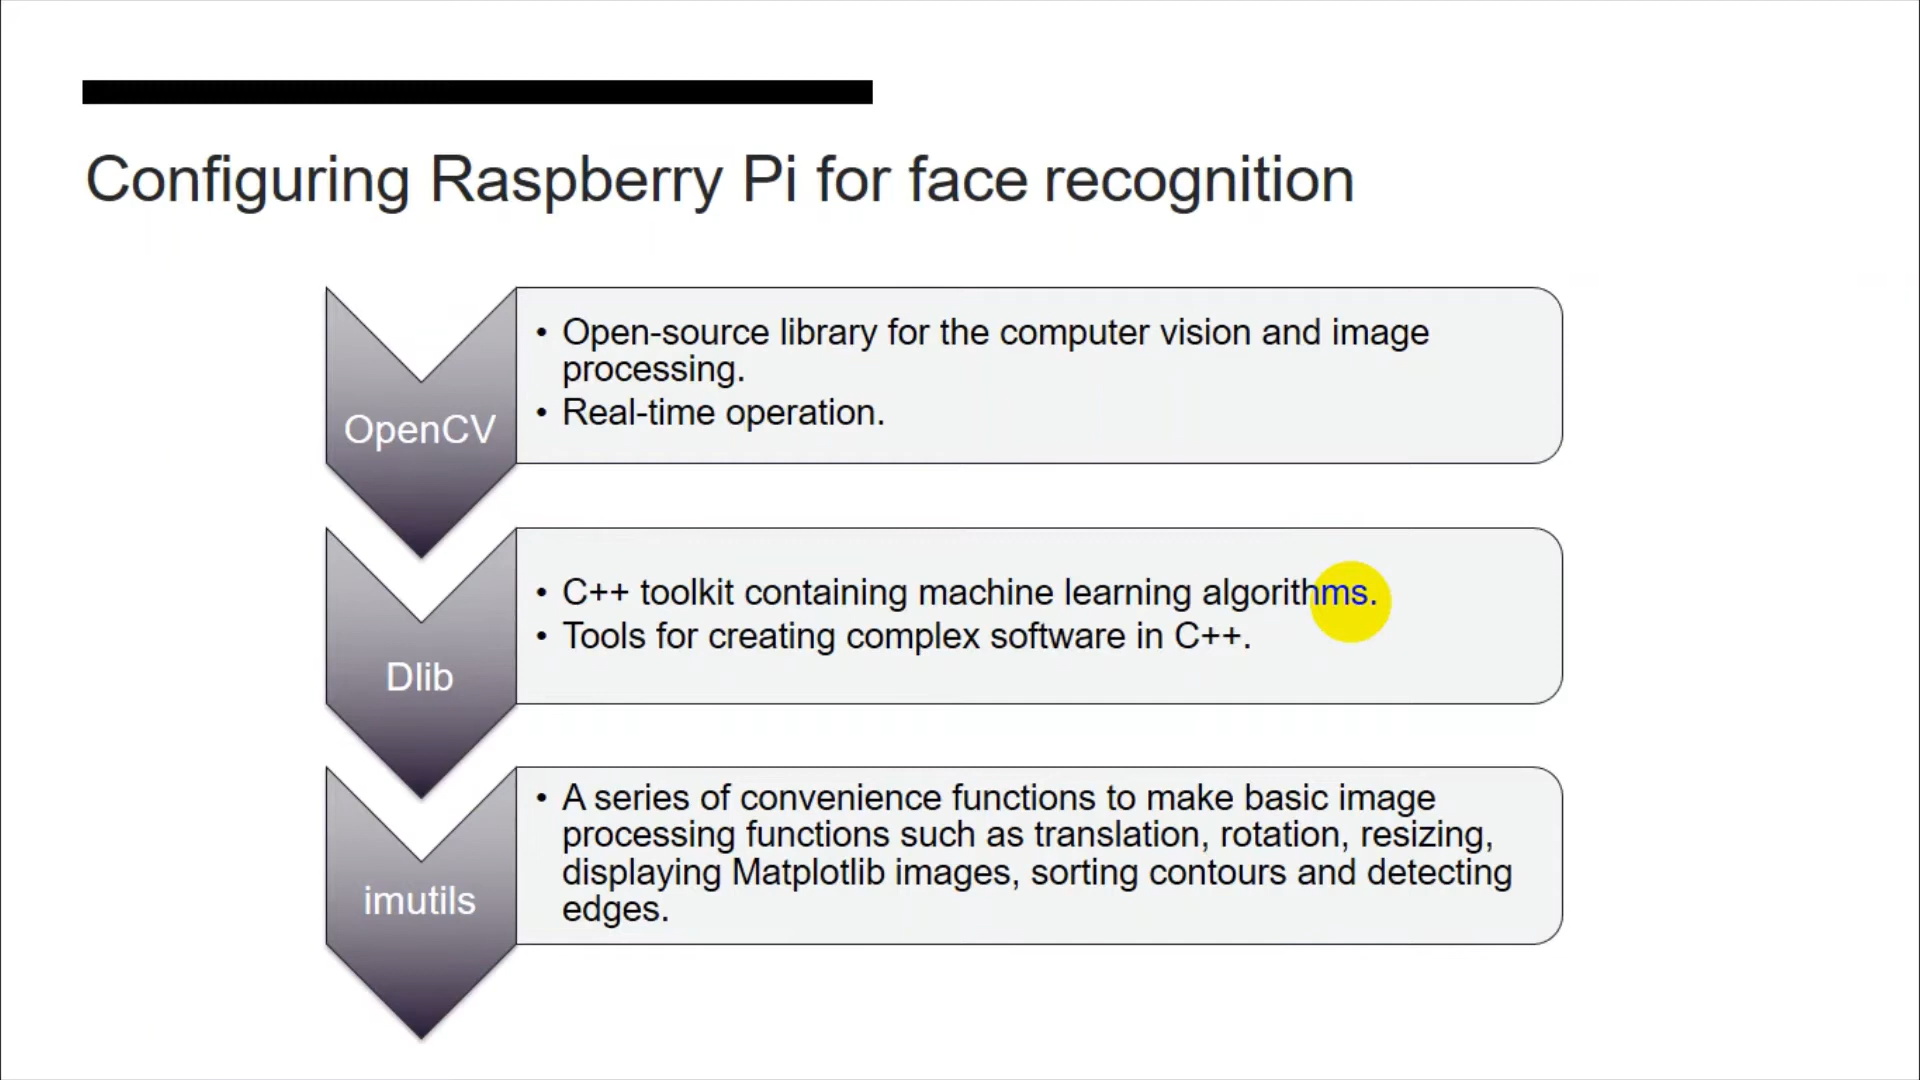 Configuring Raspberry Pi for face recognition
OpenCV
• Open-source library for the computer vision and image
processing.
• Real-time operation.
Dlib
• C++ toolkit containing machine learning algorithms.
• Tools for creating complex software in C++.
imutils
• A series of convenience functions to make basic image
processing functions such as translation, rotation, resizing,
displaying Matplotlib images, sorting contours and detecting
edges.